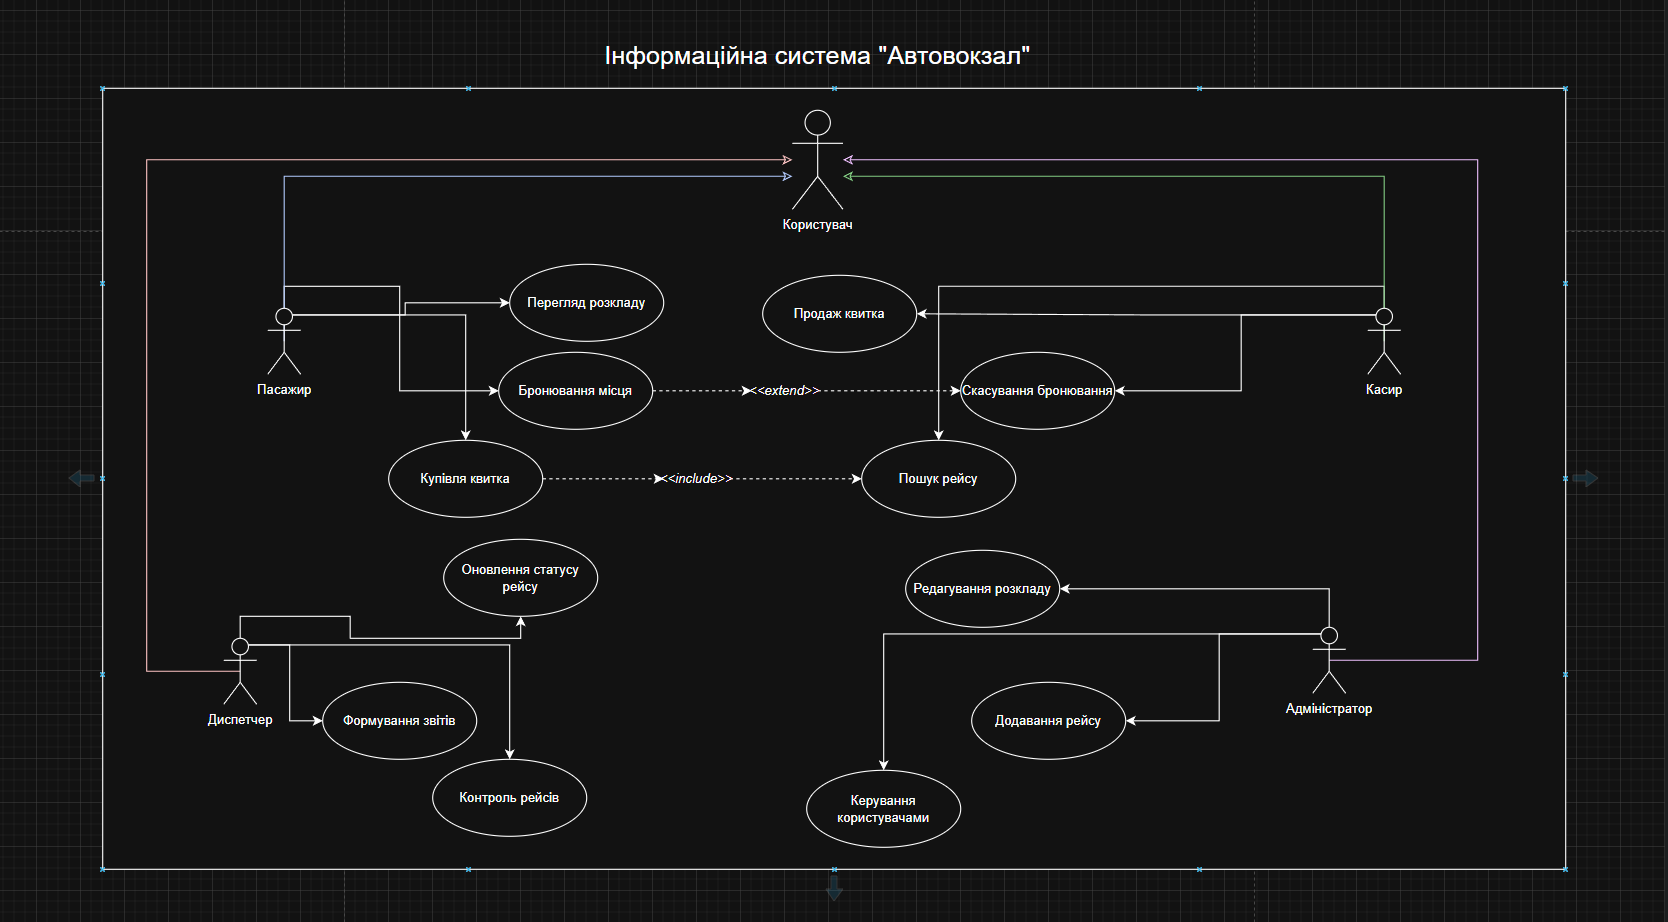 Інформаційна система "Автовокзал"
Користувач
Перегляд розкладу
Продаж квитка
Пасажир
Бронювання місця
<<extend>>
Скасування бронювання
Касир
Купівля квитка
<<include>>
Пошук рейсу
Оновлення статусу
рейсу
Редагування розкладу
Диспетчер
Формування звітів
Додавання рейсу
Адміністратор
Контроль рейсів
Керування
користувачами